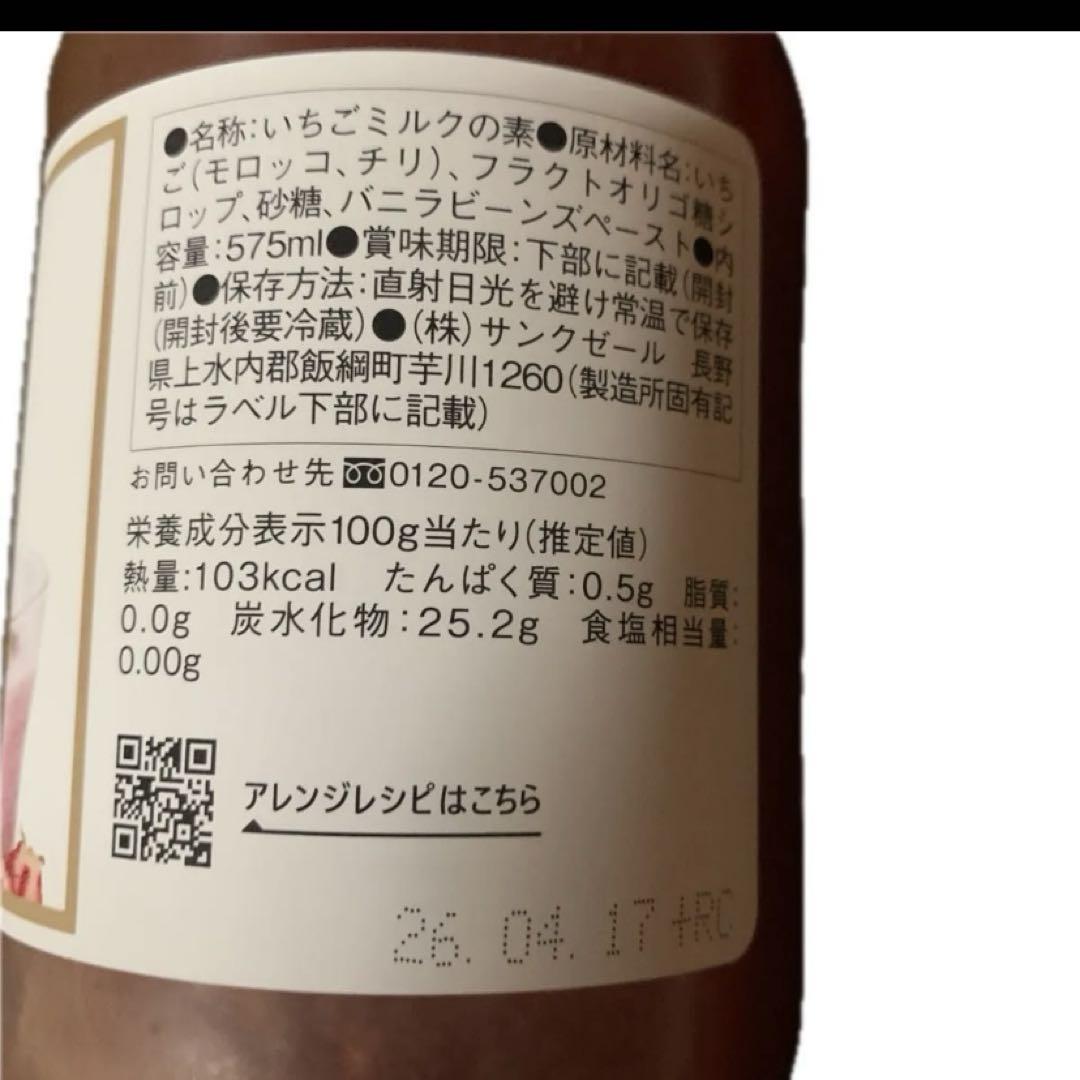 ●名称:いちごミルクの素●原材料名:いち
ご(モロッコ、チリ)、フラクトオリゴ糖シ
ロップ、砂糖、バニラビーンズペースト●内
容量:575ml●賞味期限:下部に記載(開封
前)●保存方法:直射日光を避け常温で保存
(開封後要冷蔵)●(株)サンクゼール 長野
県上水内郡飯綱町芋川1260(製造所固有記
号はラベル下部に記載)
お問い合わせ先 0120-537002
栄養成分表示100g当たり(推定値)
熱量:103kcal たんぱく質:0.5g 脂質:
0.0g 炭水化物:25.2g 食塩相当量:
0.00g
アレンジレシピはこちら
26.04.17+RC